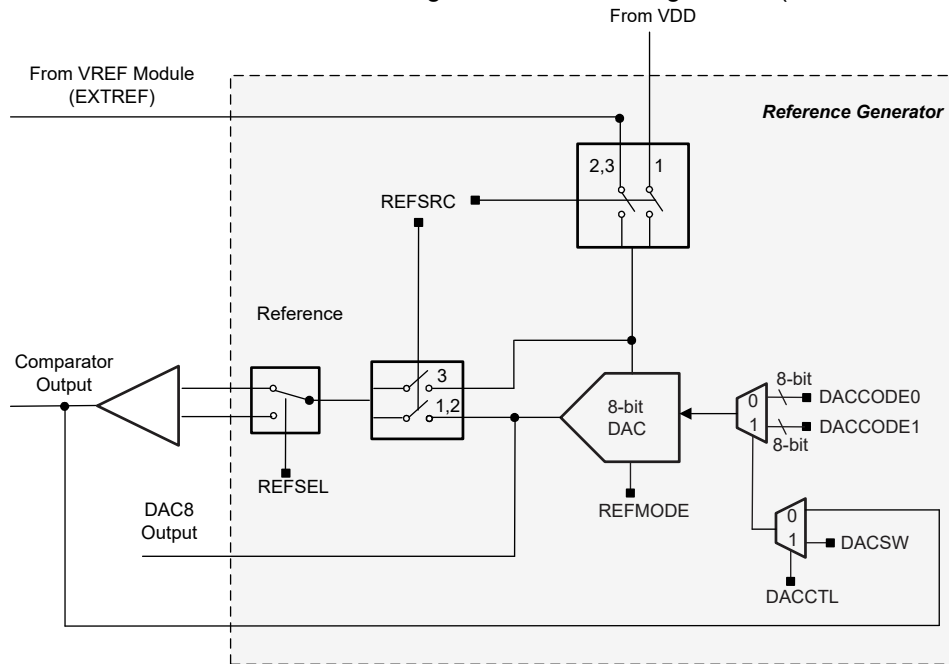 From VDD
From VREF Module
(EXTREF)
Reference Generator
2,3
1
REFSRC
Reference
Comparator
Output
3
1,2
8-bit
DAC
0
1
8-bit
DACCODE0
DACCODE1
8-bit
REFSEL
REFMODE
DAC8
Output
0
1
DACSW
DACCTL